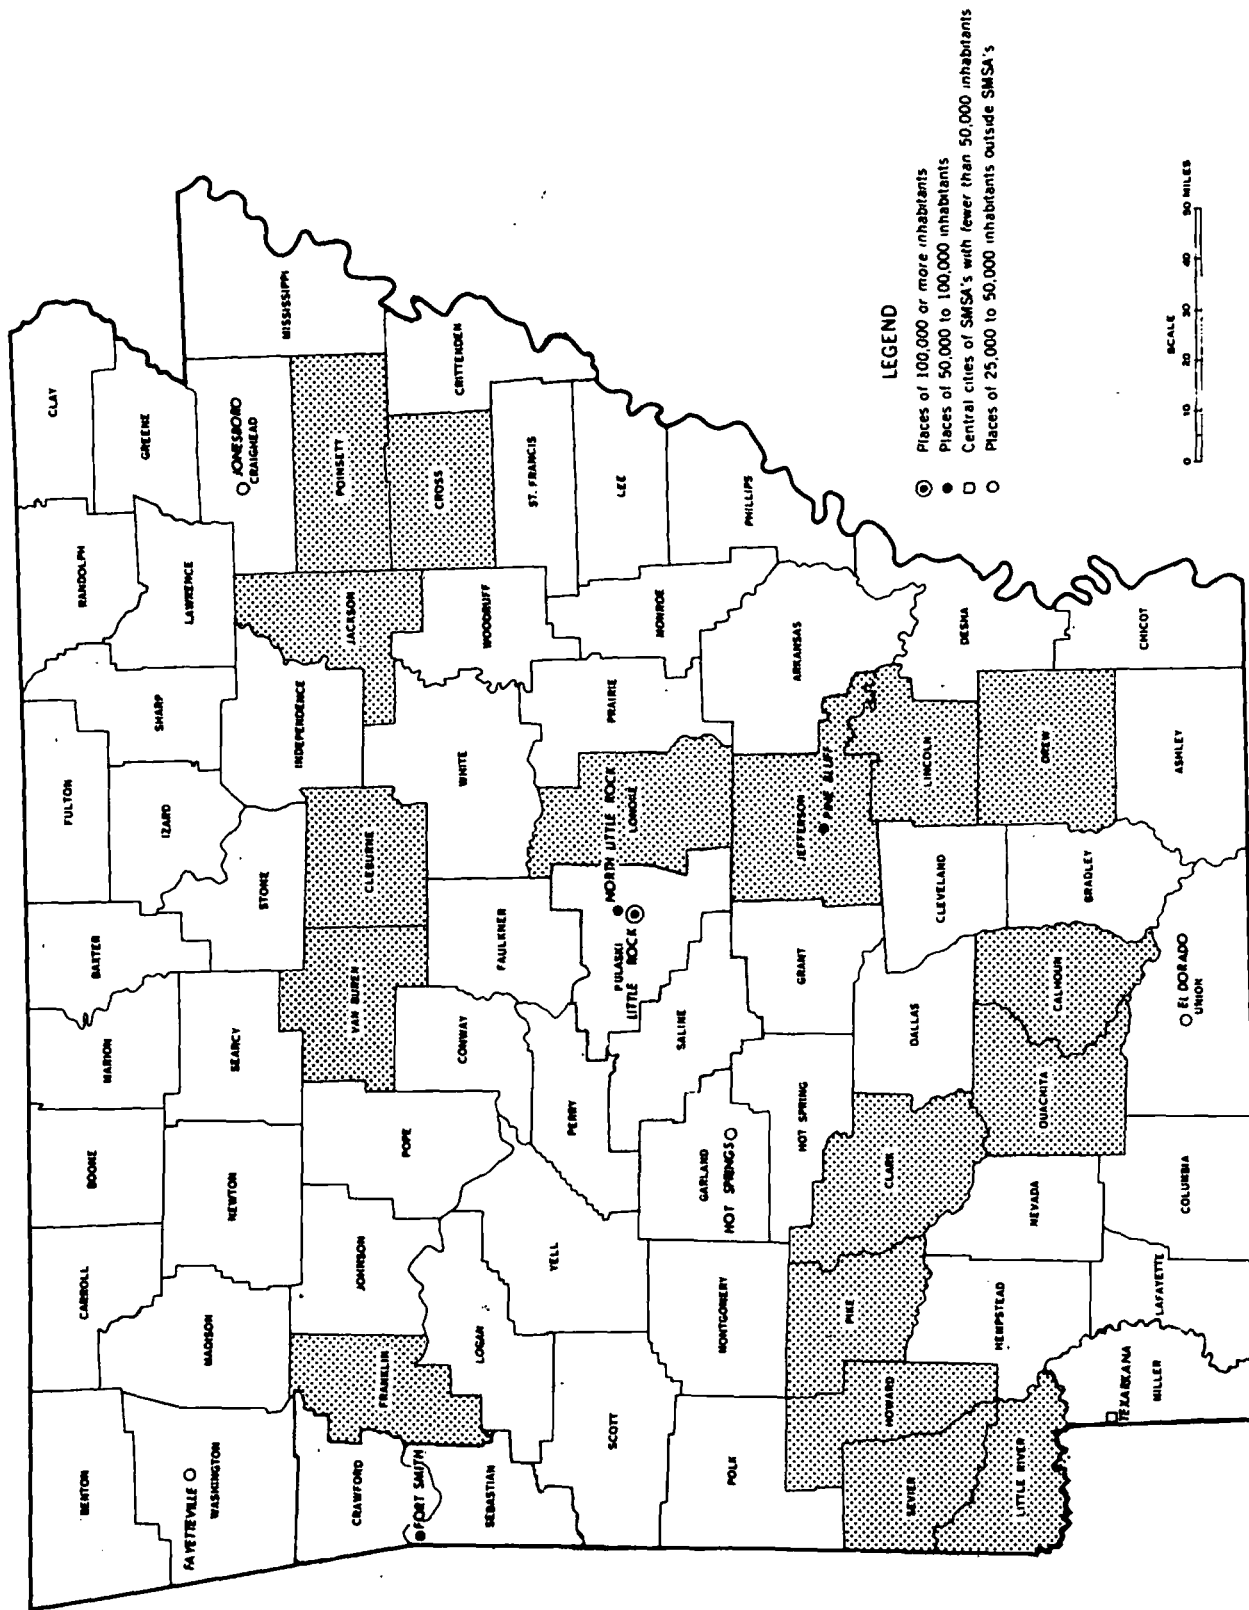 BENTON
CARROLL
BOONE
MARION
BAXTER
FULTON
RANDOLPH
CLAY
FAYETTEVILLE
WASHINGTON
MADISON
NEWTON
SEARCY
STONE
IZARD
SHARP
LAWRENCE
GREENE
JONESBORO
CRAIGHEAD
MISSISSIPPI
CRAWFORD
FRANKLIN
JOHNSON
POPE
VAN BUREN
CLEBURNE
INDEPENDENCE
JACKSON
POINSETT
FORT SMITH
SEBASTIAN
LOGAN
YELL
CONWAY
FAULKNER
WHITE
WOODRUFF
CROSS
CRITTENDEN
ST. FRANCIS
SCOTT
PERRY
PULASKI
LITTLE ROCK
NORTH LITTLE ROCK
LONOKE
PRAIRIE
MONROE
LEE
PHILLIPS
POLK
MONTGOMERY
GARLAND
HOT SPRINGS
SALINE
HOT SPRING
GRANT
JEFFERSON
PINE BLUFF
ARKANSAS
SEVIER
HOWARD
PIKE
CLARK
DALLAS
CLEVELAND
LINCOLN
DESHA
LITTLE RIVER
HEMPSTEAD
NEVADA
OUACHITA
CALHOUN
BRADLEY
DREW
CHICOT
TEXARKANA
MILLER
LAFAYETTE
COLUMBIA
EL DORADO
UNION
ASHLEY
LEGEND
Places of 100,000 or more inhabitants
Places of 50,000 to 100,000 inhabitants
Central cities of SMSA's with fewer than 50,000 inhabitants
Places of 25,000 to 50,000 inhabitants outside SMSA's
SCALE
0 10 20 30 40 50 MILES